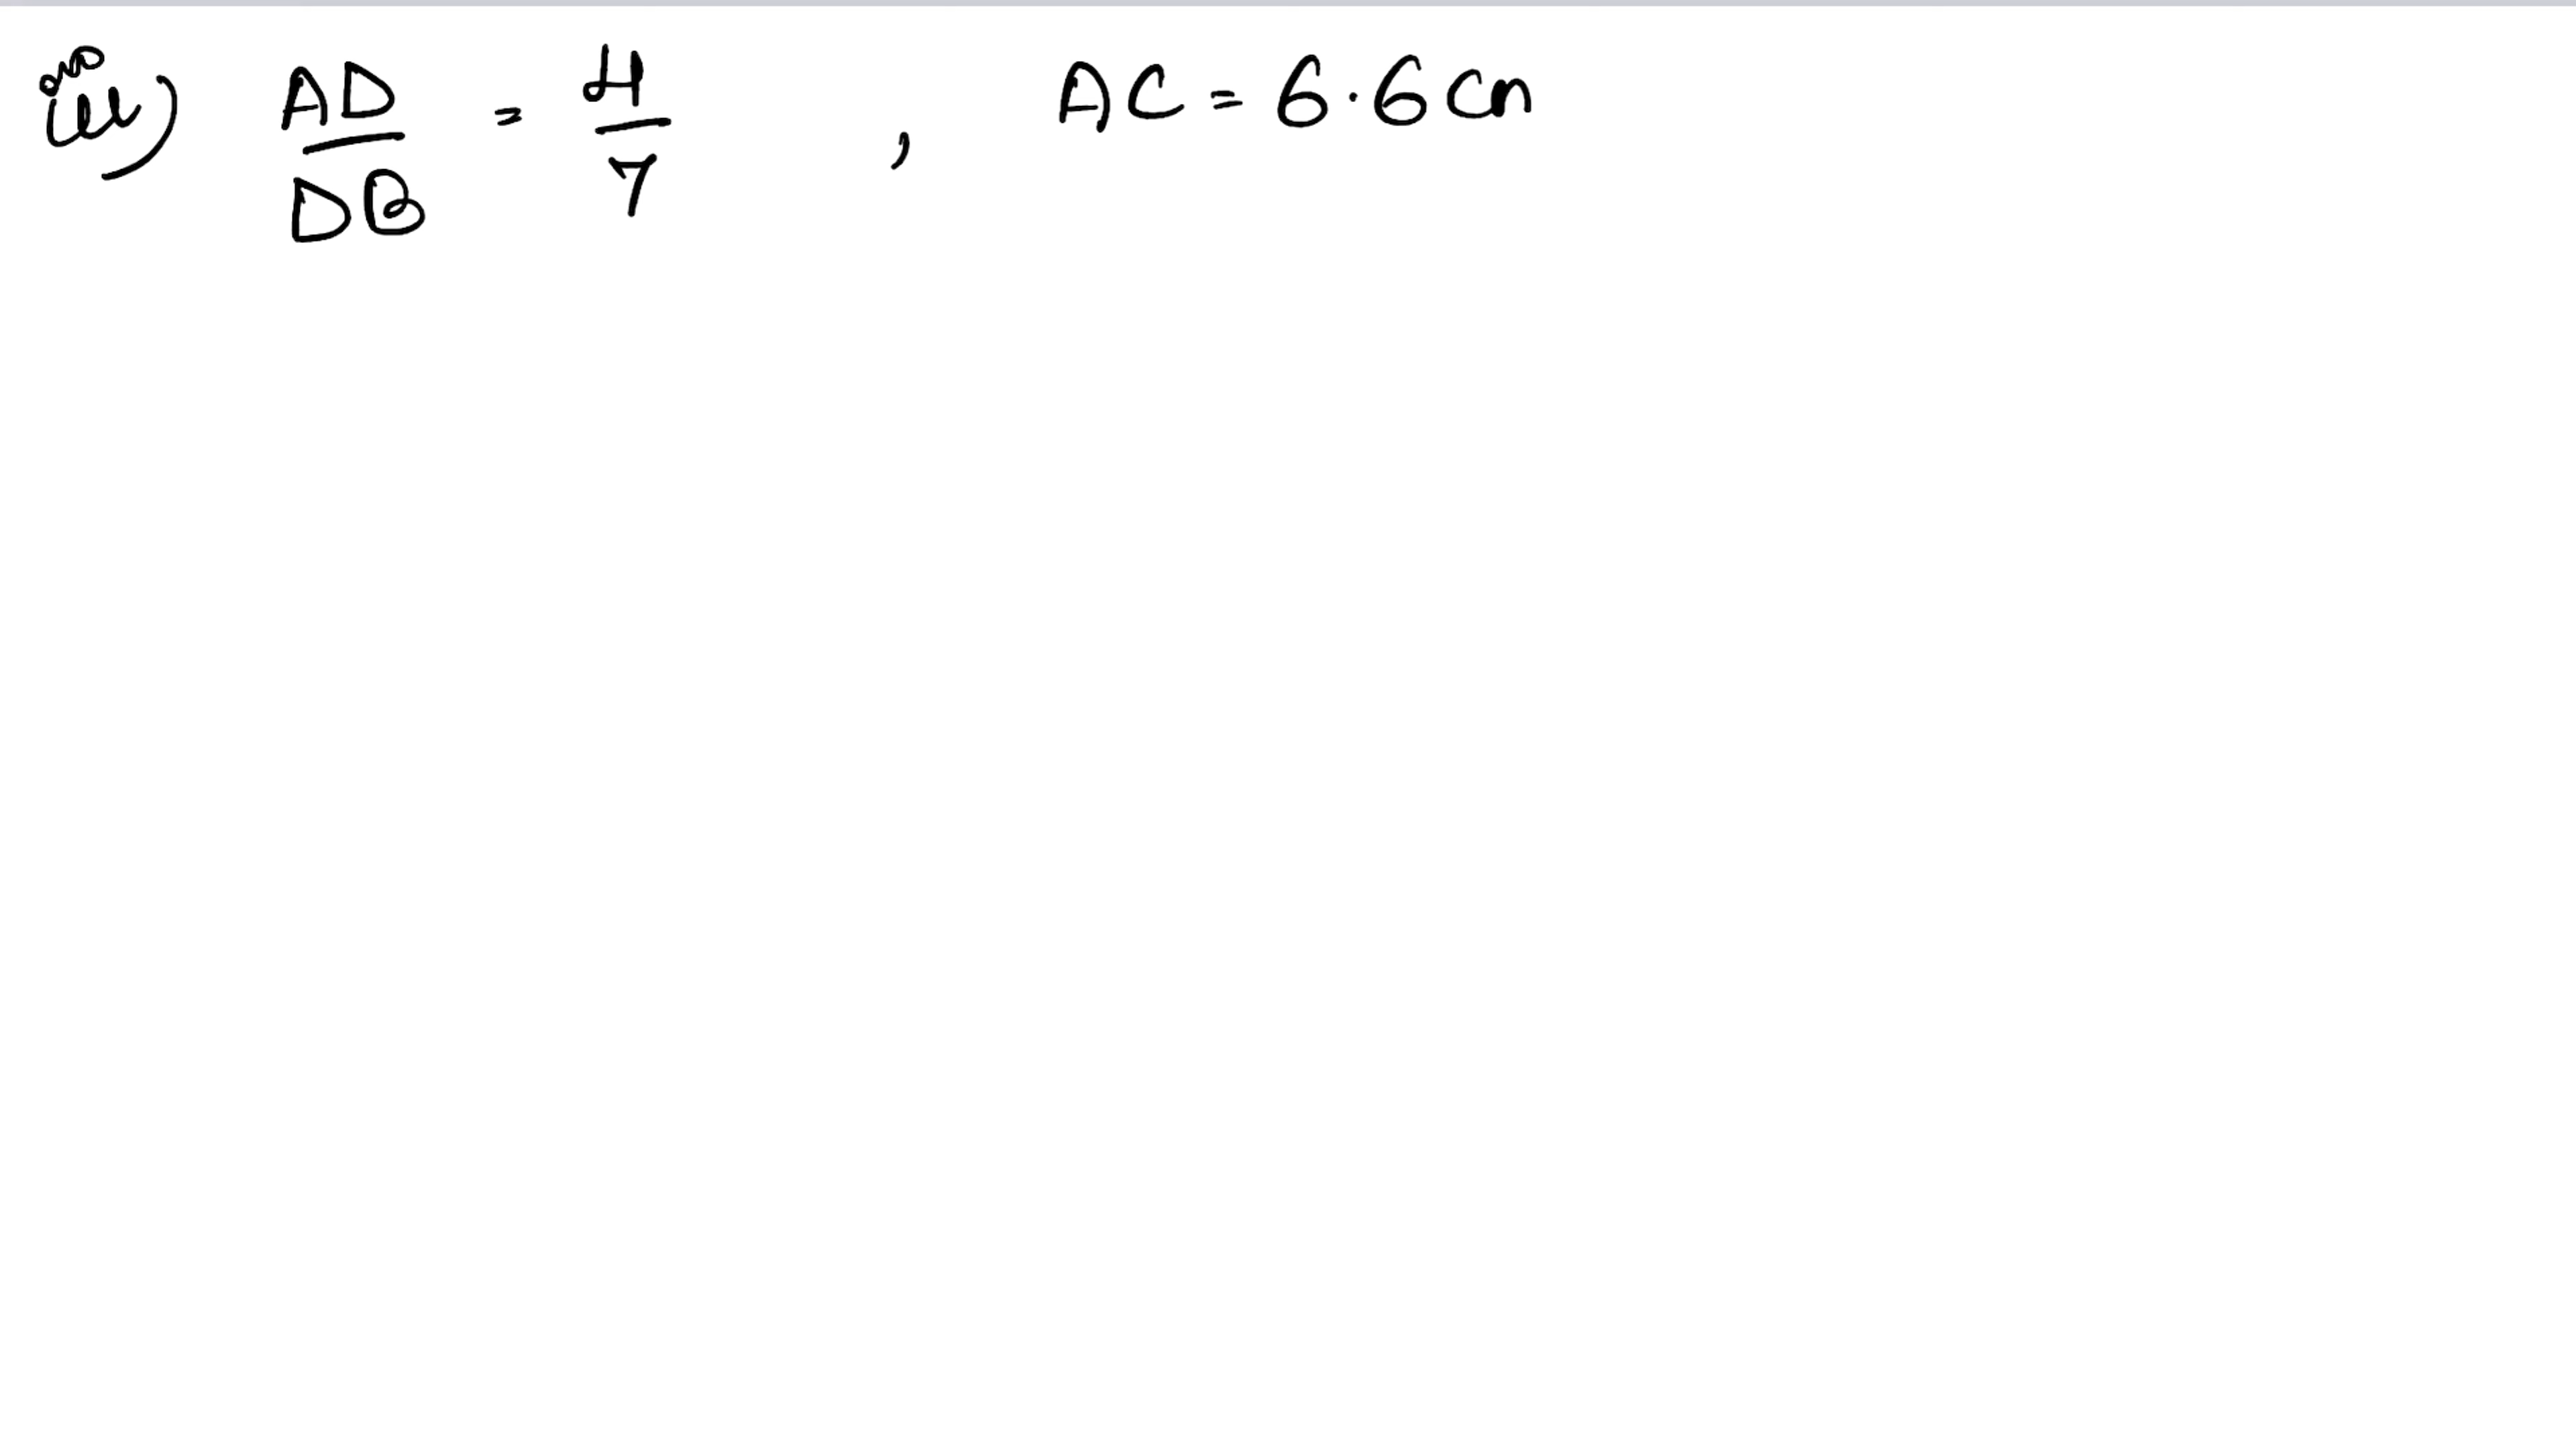 iii) AD/DB = 4/7 , AC = 6.6 cm